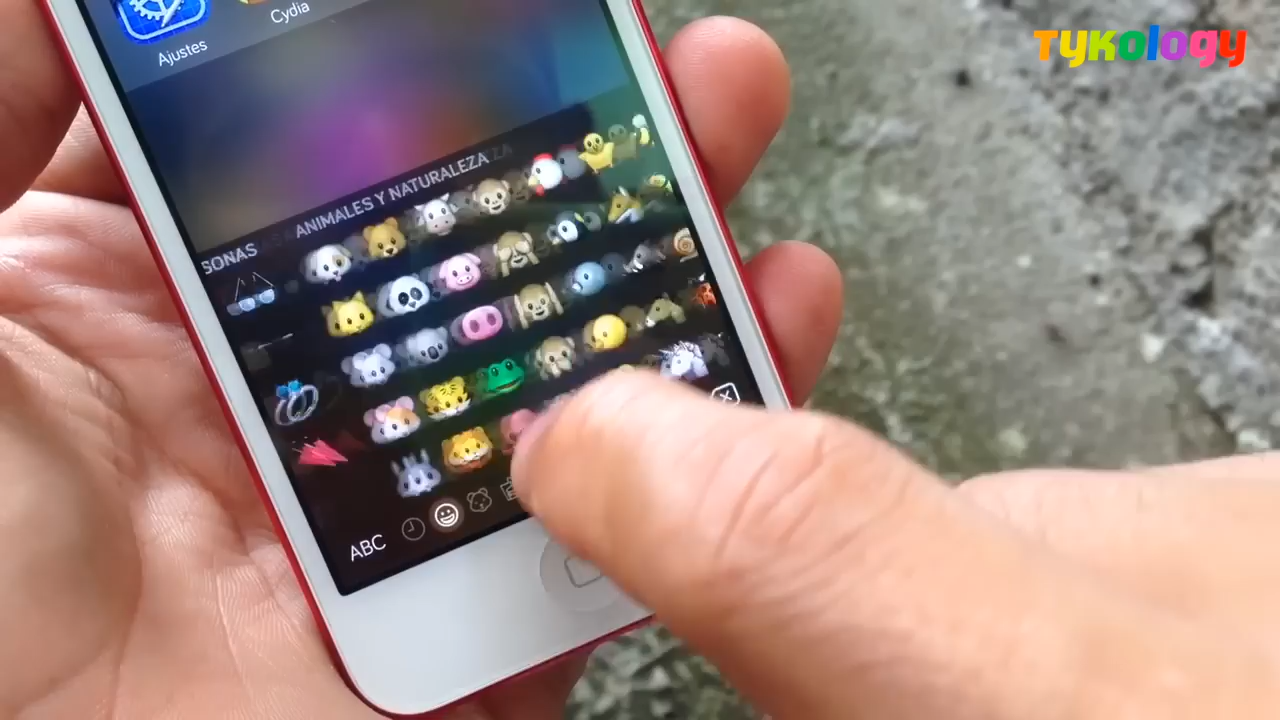 Tykology
Cydia
Ajustes
ANIMALES Y NATURALEZA
SONAS
ABC